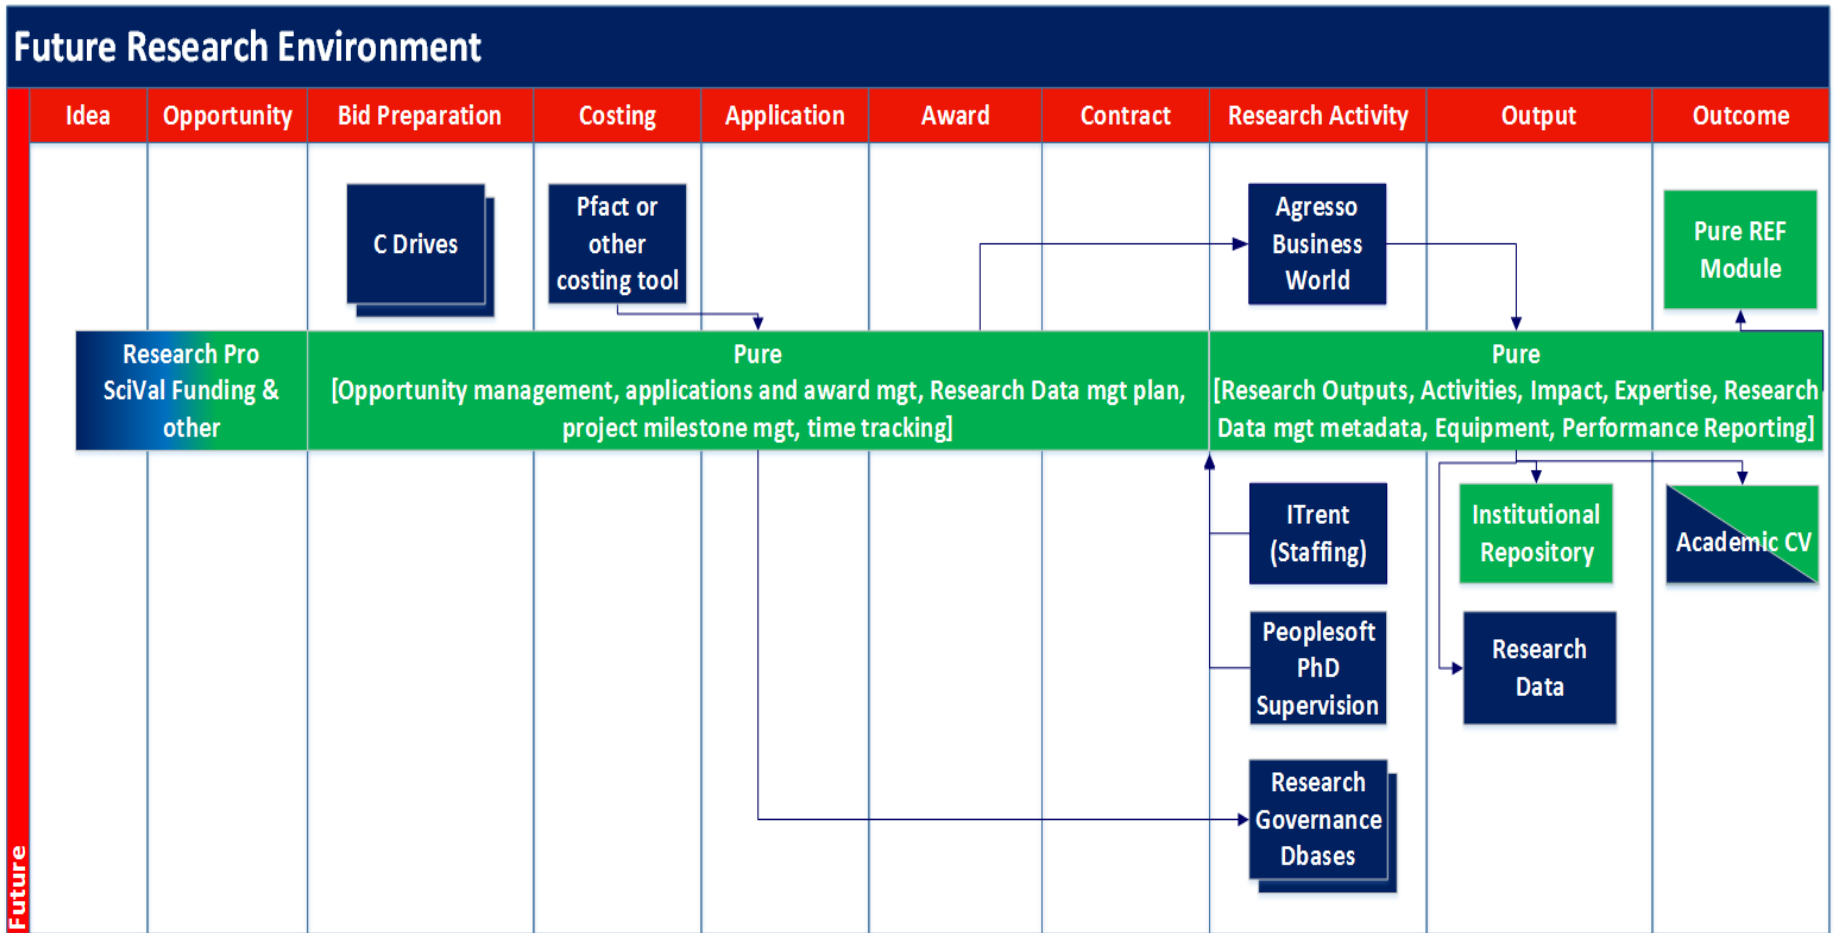 Future Research Environment
Idea
Opportunity
Bid Preparation
Costing
Application
Award
Contract
Research Activity
Output
Outcome
C Drives
Pfact or
other
costing tool
Agresso
Business
World
Pure REF
Module
Research Pro
SciVal Funding &
other
Pure
[Opportunity management, applications and award mgt, Research Data mgt plan,
project milestone mgt, time tracking]
Pure
[Research Outputs, Activities, Impact, Expertise, Research
Data mgt metadata, Equipment, Performance Reporting]
ITrent
(Staffing)
Institutional
Repository
Academic CV
Peoplesoft
PhD
Supervision
Research
Data
Research
Governance
Dbases
Future